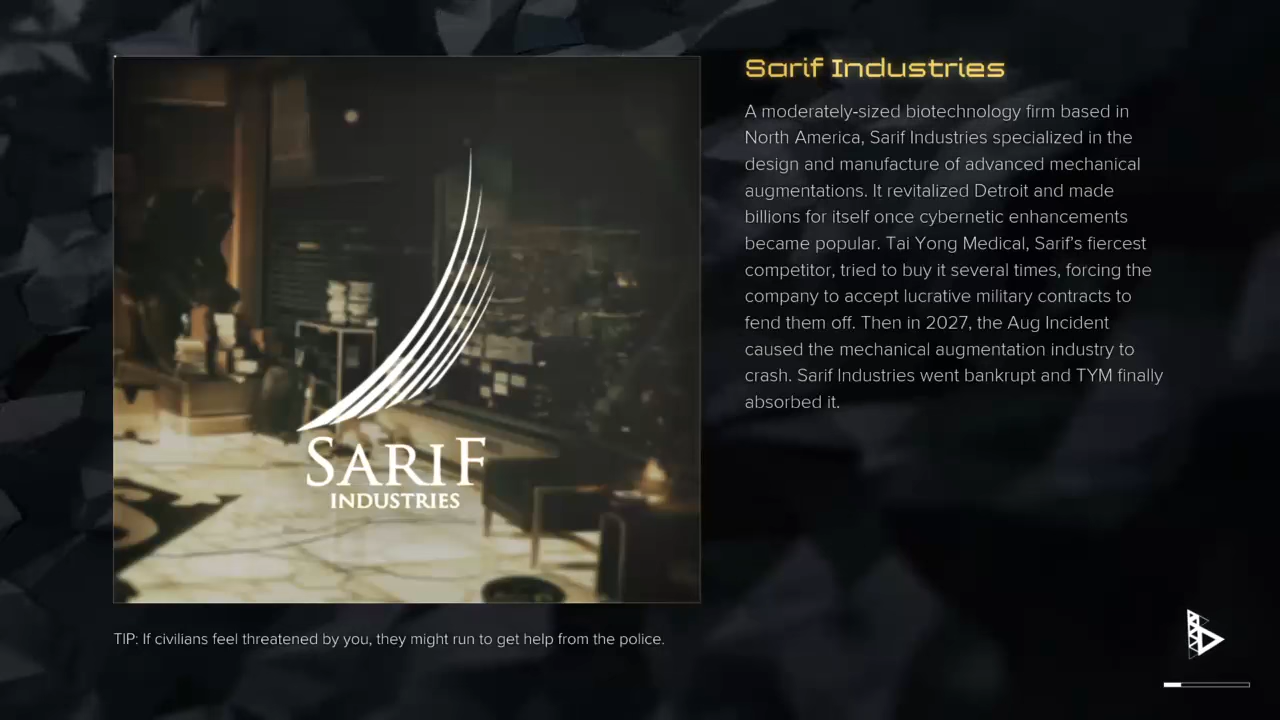 Sarif Industries
A moderately-sized biotechnology firm based in
North America, Sarif Industries specialized in the
design and manufacture of advanced mechanical
augmentations. It revitalized Detroit and made
billions for itself once cybernetic enhancements
became popular. Tai Yong Medical, Sarif's fiercest
competitor, tried to buy it several times, forcing the
company to accept lucrative military contracts to
fend them off. Then in 2027, the Aug Incident
caused the mechanical augmentation industry to
crash. Sarif Industries went bankrupt and TYM finally
absorbed it.
SARIF
INDUSTRIES
TIP: If civilians feel threatened by you, they might run to get help from the police.